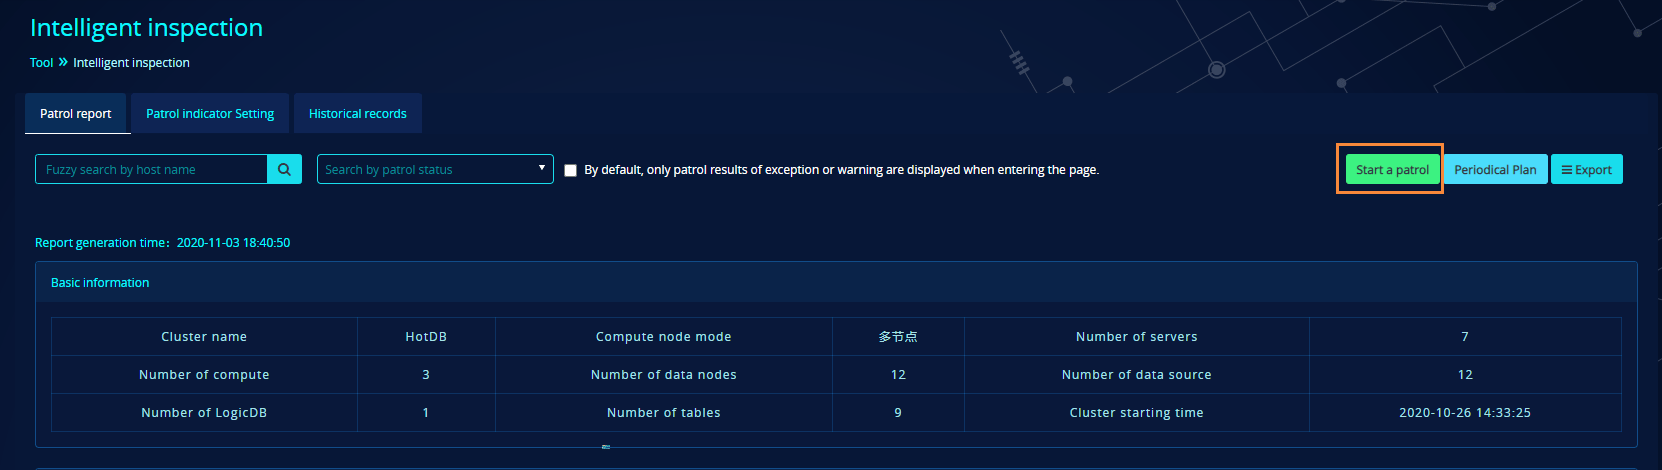 Intelligent inspection
Tool » Intelligent inspection
Patrol report Patrol indicator Setting Historical records
Fuzzy search by host name Search by patrol status By default, only patrol results of exception or warning are displayed when entering the page. Start a patrol Periodical Plan Export
Report generation time：2020-11-03 18:40:50
Basic information
Cluster name HotDB Compute node mode 多节点 Number of servers 7
Number of compute 3 Number of data nodes 12 Number of data source 12
Number of LogicDB 1 Number of tables 9 Cluster starting time 2020-10-26 14:33:25